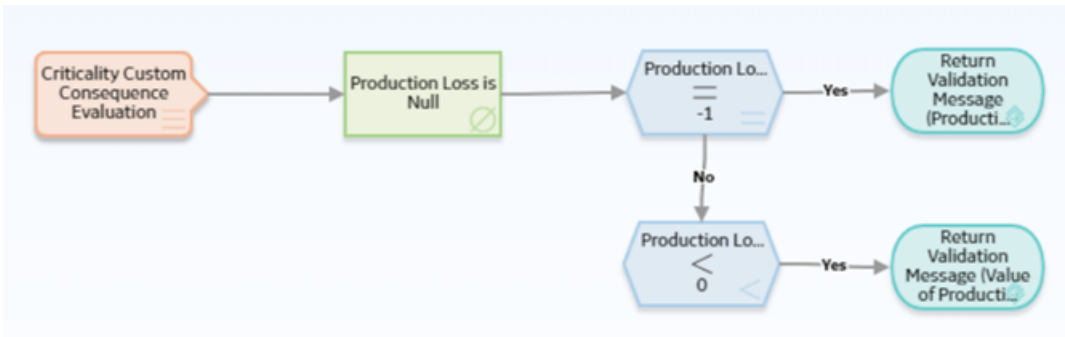 Criticality Custom
Consequence
Evaluation
Production Loss is
Null
Production Lo...
=
-1
Yes
Return
Validation
Message
(Producti...
No
Production Lo...
<
0
Yes
Return
Validation
Message (Value
of Producti...